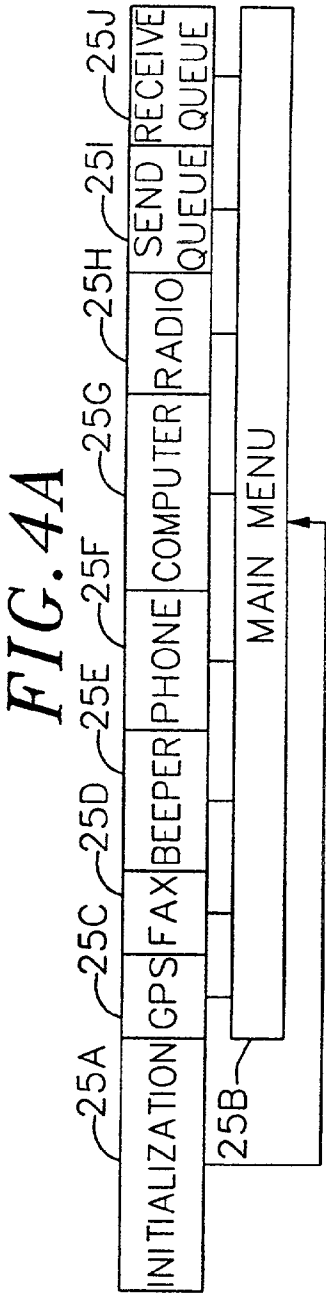 FIG. 4A
25A
25C
25D
25E
25F
25G
25H
25I
25J
INITIALIZATION
GPS
FAX
BEEPER
PHONE
COMPUTER
RADIO
SEND
QUEUE
RECEIVE
QUEUE
25B
MAIN MENU